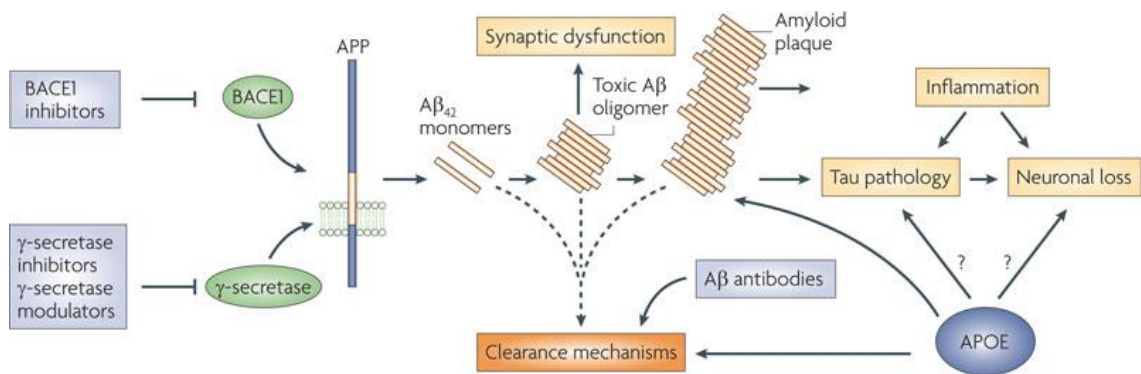 BACE1
inhibitors
BACE1
APP
γ-secretase
inhibitors
γ-secretase
modulators
γ-secretase
Aβ42
monomers
Synaptic dysfunction
Toxic Aβ
oligomer
Amyloid
plaque
Inflammation
Tau pathology
Neuronal loss
?
?
Aβ antibodies
Clearance mechanisms
APOE